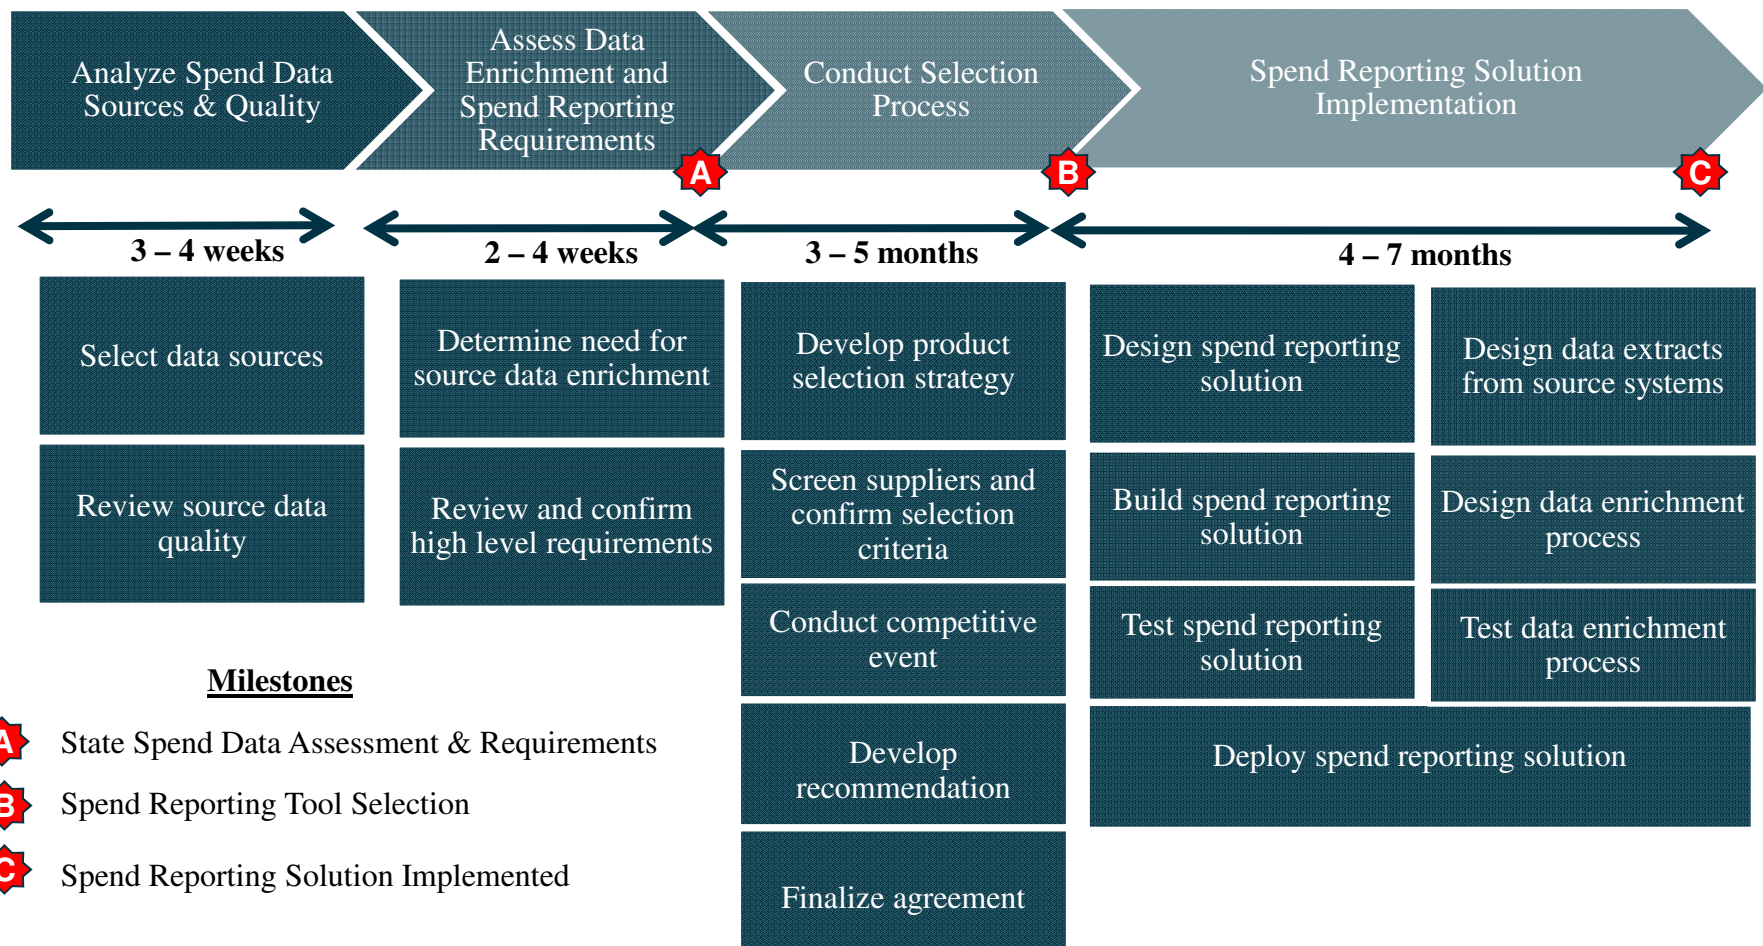 Analyze Spend Data
Sources & Quality
Assess Data
Enrichment and
Spend Reporting
Requirements
Conduct Selection
Process
Spend Reporting Solution
Implementation
A
B
C
3 – 4 weeks
2 – 4 weeks
3 – 5 months
4 – 7 months
Select data sources
Review source data
quality
Determine need for
source data enrichment
Review and confirm
high level requirements
Develop product
selection strategy
Screen suppliers and
confirm selection
criteria
Conduct competitive
event
Develop
recommendation
Finalize agreement
Design spend reporting
solution
Build spend reporting
solution
Test spend reporting
solution
Design data extracts
from source systems
Design data enrichment
process
Test data enrichment
process
Deploy spend reporting solution
Milestones
A State Spend Data Assessment & Requirements
B Spend Reporting Tool Selection
C Spend Reporting Solution Implemented